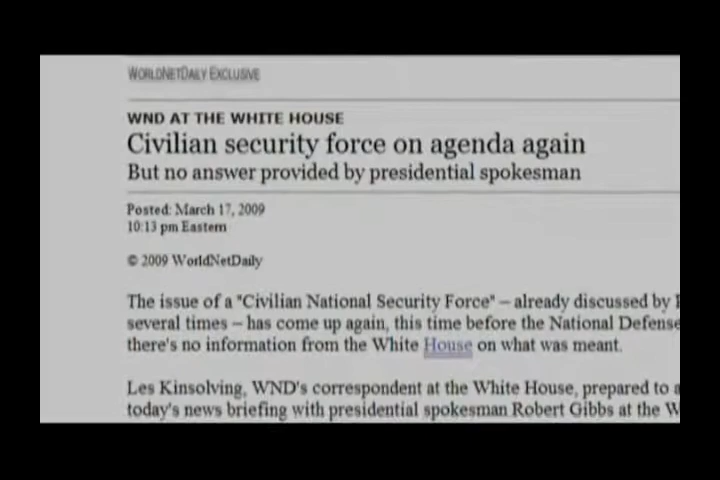 WORLDNETDAILY EXCLUSIVE
WND AT THE WHITE HOUSE
Civilian security force on agenda again
But no answer provided by presidential spokesman
Posted: March 17, 2009
10:13 pm Eastern
© 2009 WorldNetDaily
The issue of a "Civilian National Security Force" – already discussed by
several times – has come up again, this time before the National Defense
there's no information from the White House on what was meant.
Les Kinsolving, WND's correspondent at the White House, prepared to
today's news briefing with presidential spokesman Robert Gibbs at the